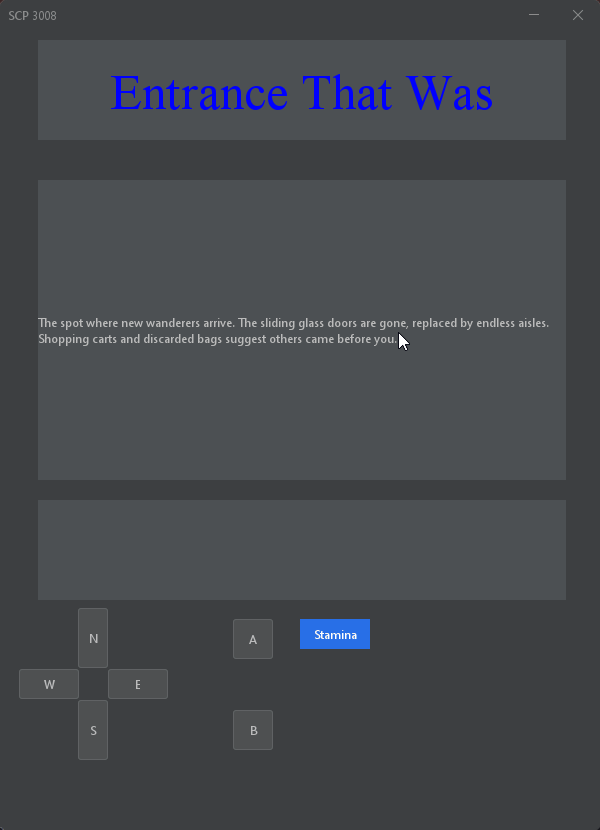 SCP 3008
Entrance That Was
The spot where new wanderers arrive. The sliding glass doors are gone, replaced by endless aisles.
Shopping carts and discarded bags suggest others came before you.
N
A
Stamina
W
E
S
B